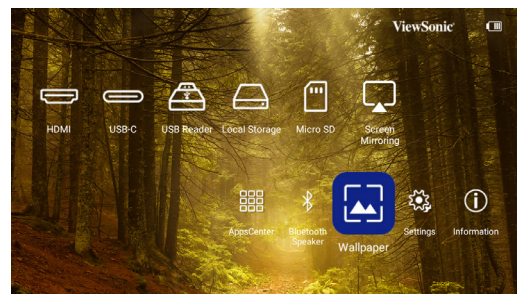 ViewSonic
HDMI
USB-C
USB Reader
Local Storage
Micro SD
Screen
Mirroring
AppsCenter
Bluetooth
Speaker
Wallpaper
Settings
Information